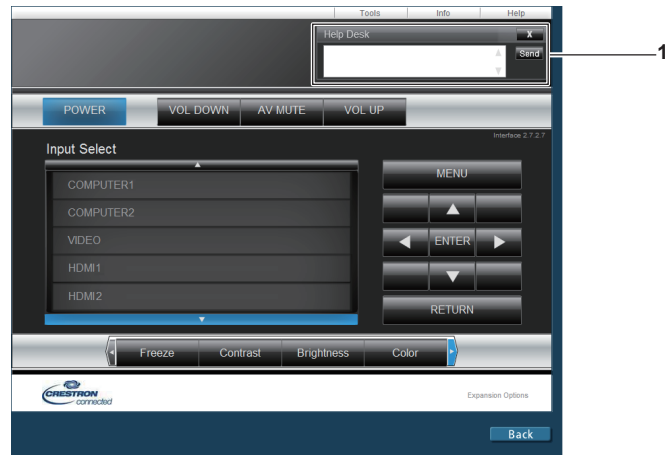 Tools Info Help
Help Desk X
Send
1
POWER VOL DOWN AV MUTE VOL UP
Interface 2.7.2.7
Input Select
COMPUTER1
COMPUTER2
VIDEO
HDMI1
HDMI2
MENU
ENTER
RETURN
Freeze Contrast Brightness Color
CRESTRON
connected
Expansion Options
Back